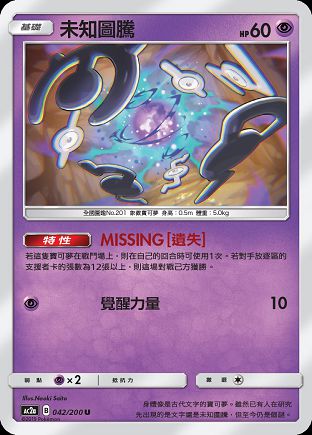 基礎 未知圖騰 HP60
全國圖鑑No.201 象徵寶可夢 身高:0.5m 體重:5.0kg
特性 MISSING[遺失]
若這隻寶可夢在戰鬥場上,則在自己的回合時可使用1次。若對手放逐區的
支援者卡的張數為12張以上,則這場對戰己方獲勝。
覺醒力量 10
弱點 ×2 抵抗力 撤退
Illus.Naoki Saito
AC2a B 042/200 U
©2019 Pokémon
身體像是古代文字的寶可夢。雖然已有人在研究
先出現的是文字還是未知圖騰,但至今仍是個謎。